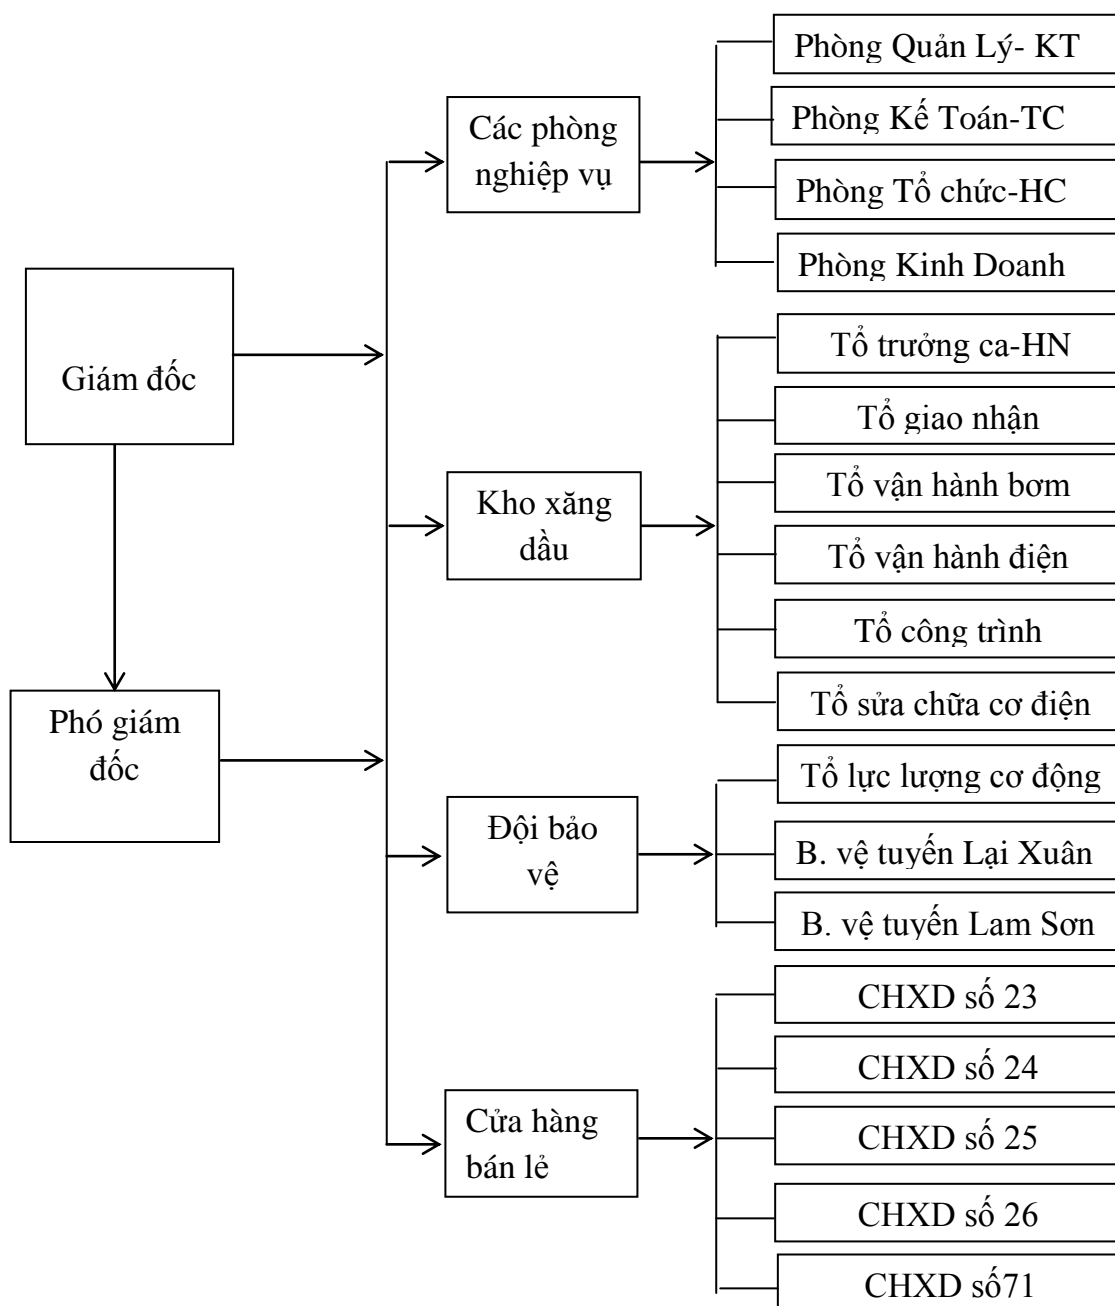 Giám đốc
Phó giám
đốc
Các phòng
nghiệp vụ
Phòng Quản Lý- KT
Phòng Kế Toán-TC
Phòng Tổ chức-HC
Phòng Kinh Doanh
Kho xăng
dầu
Tổ trưởng ca-HN
Tổ giao nhận
Tổ vận hành bơm
Tổ vận hành điện
Tổ công trình
Tổ sửa chữa cơ điện
Đội bảo
vệ
Tổ lực lượng cơ động
B. vệ tuyến Lại Xuân
B. vệ tuyến Lam Sơn
Cửa hàng
bán lẻ
CHXD số 23
CHXD số 24
CHXD số 25
CHXD số 26
CHXD số71